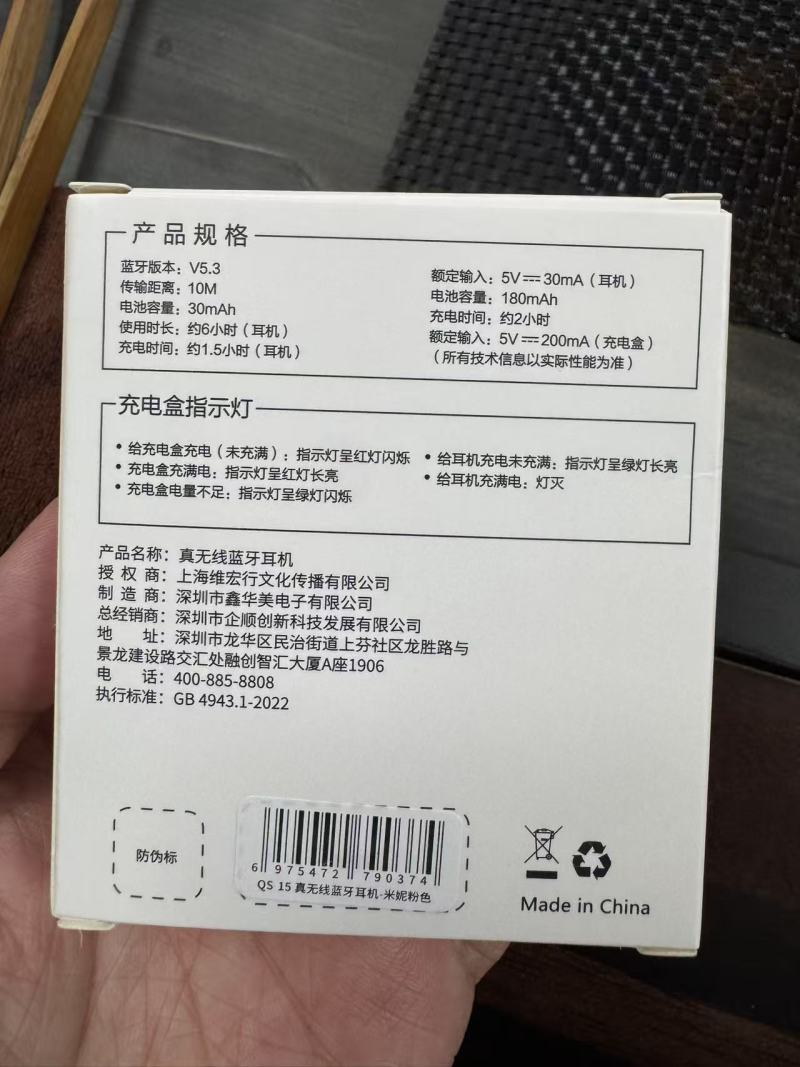 产品规格
蓝牙版本：V5.3
传输距离：10M
电池容量：30mAh
使用时长：约6小时（耳机）
充电时间：约1.5小时（耳机）
额定输入：5V⎓30mA（耳机）
电池容量：180mAh
充电时间：约2小时
额定输入：5V⎓200mA（充电盒）
（所有技术信息以实际性能为准）
充电盒指示灯
• 给充电盒充电（未充满）：指示灯呈红灯闪烁
• 充电盒充满电：指示灯呈红灯长亮
• 充电盒电量不足：指示灯呈绿灯闪烁
• 给耳机充电未充满：指示灯呈绿灯长亮
• 给耳机充满电：灯灭
产品名称：真无线蓝牙耳机
授权商：上海维宏行文化传播有限公司
制造商：深圳市鑫华美电子有限公司
总经销商：深圳市企顺创新科技发展有限公司
地址：深圳市龙华区民治街道上芬社区龙胜路与
景龙建设路交汇处融创智汇大厦A座1906
电话：400-885-8808
执行标准：GB 4943.1-2022
防伪标
6 975472 790374
QS 15 真无线蓝牙耳机-米妮粉色
Made in China